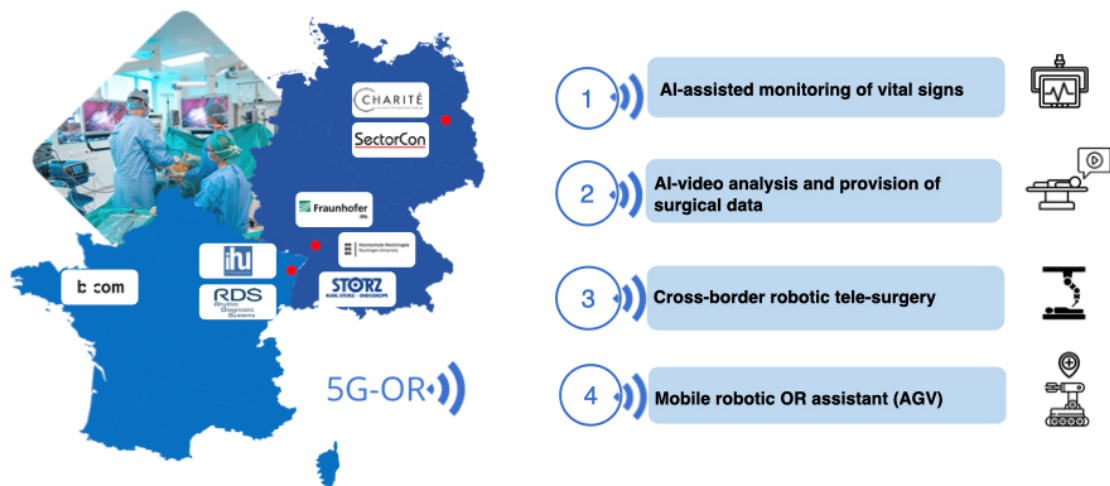 CHARITÉ
SectorCon
Fraunhofer
IPA
Hochschule Reutlingen
Reutlingen University
ihu
STORZ
KARL STORZ – ENDOSKOPE
b com
RDS
Rhythm
Diagnostic
Systems
5G-OR
1
AI-assisted monitoring of vital signs
2
AI-video analysis and provision of
surgical data
3
Cross-border robotic tele-surgery
4
Mobile robotic OR assistant (AGV)